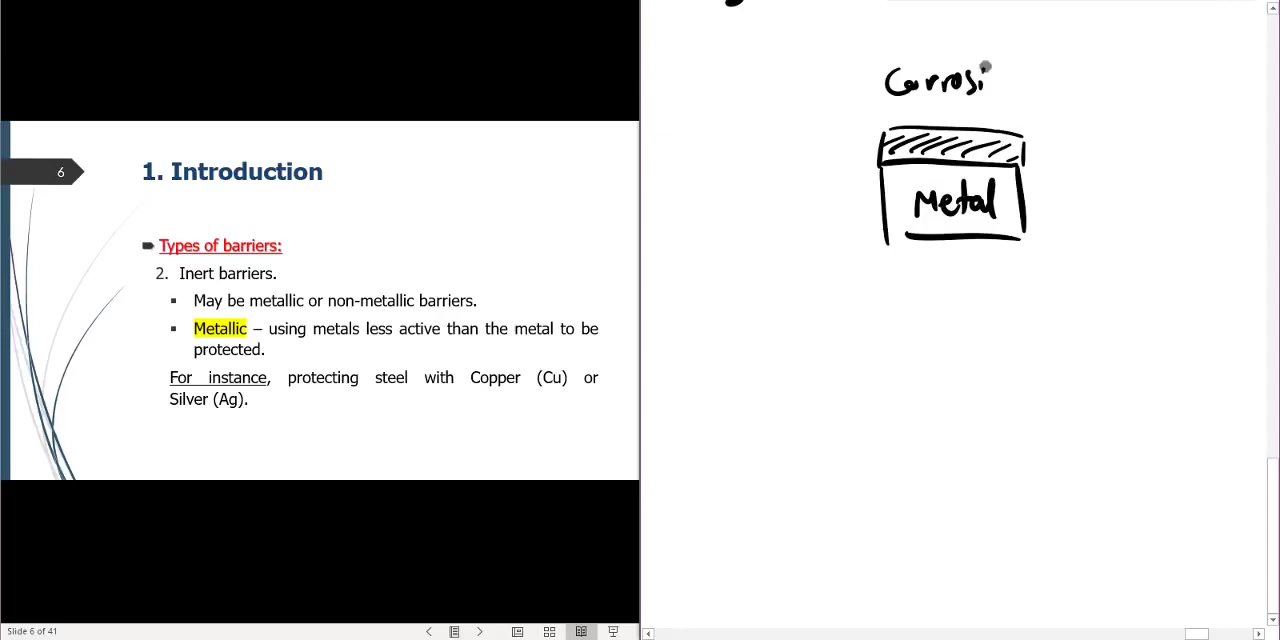 6
1. Introduction
Types of barriers:
2. Inert barriers.
▪ May be metallic or non-metallic barriers.
▪ Metallic – using metals less active than the metal to be
protected.
For instance, protecting steel with Copper (Cu) or
Silver (Ag).
Slide 6 of 41
Corrosi
Metal